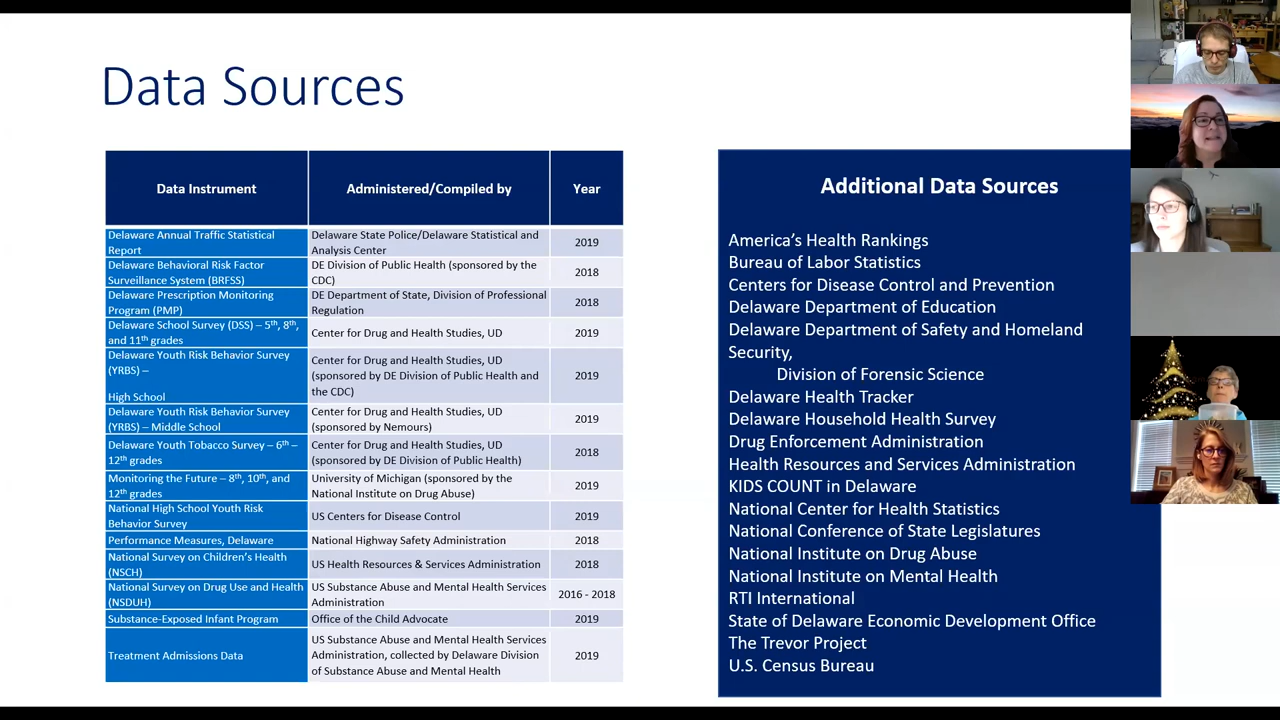 Data Sources
Data Instrument Administered/Compiled by Year
Delaware Annual Traffic Statistical
Report
Delaware State Police/Delaware Statistical and
Analysis Center
2019
Delaware Behavioral Risk Factor
Surveillance System (BRFSS)
DE Division of Public Health (sponsored by the
CDC)
2018
Delaware Prescription Monitoring
Program (PMP)
DE Department of State, Division of Professional
Regulation
2018
Delaware School Survey (DSS) – 5th, 8th,
and 11th grades
Center for Drug and Health Studies, UD
2019
Delaware Youth Risk Behavior Survey
(YRBS) –
High School
Center for Drug and Health Studies, UD
(sponsored by DE Division of Public Health and
the CDC)
2019
Delaware Youth Risk Behavior Survey
(YRBS) – Middle School
Center for Drug and Health Studies, UD
(sponsored by Nemours)
2019
Delaware Youth Tobacco Survey – 6th –
12th grades
Center for Drug and Health Studies, UD
(sponsored by DE Division of Public Health)
2018
Monitoring the Future – 8th, 10th, and
12th grades
University of Michigan (sponsored by the
National Institute on Drug Abuse)
2019
National High School Youth Risk
Behavior Survey
US Centers for Disease Control
2019
Performance Measures, Delaware
National Highway Safety Administration
2018
National Survey on Children's Health
(NSCH)
US Health Resources & Services Administration
2018
National Survey on Drug Use and Health
(NSDUH)
US Substance Abuse and Mental Health Services
Administration
2016 - 2018
Substance-Exposed Infant Program
Office of the Child Advocate
2019
Treatment Admissions Data
US Substance Abuse and Mental Health Services
Administration, collected by Delaware Division
of Substance Abuse and Mental Health
2019
Additional Data Sources
America's Health Rankings
Bureau of Labor Statistics
Centers for Disease Control and Prevention
Delaware Department of Education
Delaware Department of Safety and Homeland
Security,
Division of Forensic Science
Delaware Health Tracker
Delaware Household Health Survey
Drug Enforcement Administration
Health Resources and Services Administration
KIDS COUNT in Delaware
National Center for Health Statistics
National Conference of State Legislatures
National Institute on Drug Abuse
National Institute on Mental Health
RTI International
State of Delaware Economic Development Office
The Trevor Project
U.S. Census Bureau